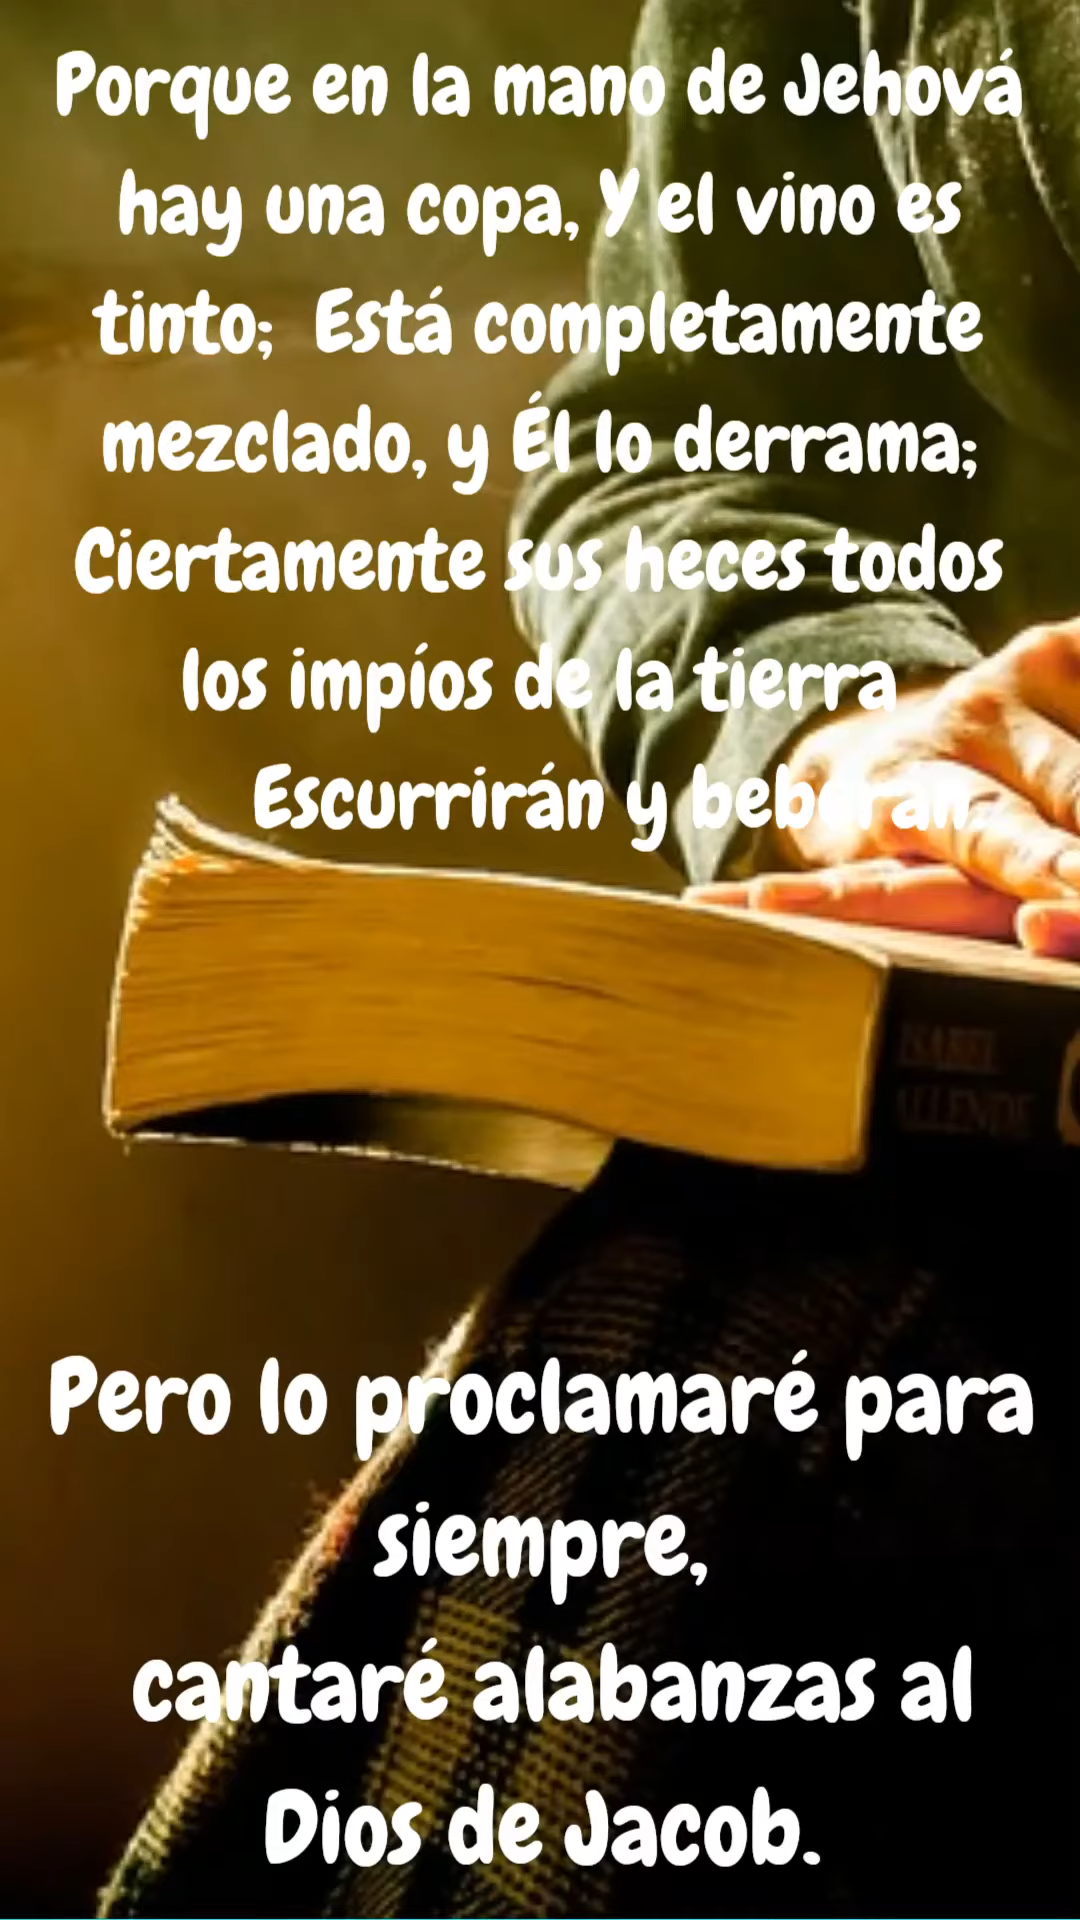 Porque en la mano de Jehová
hay una copa, Y el vino es
tinto; Está completamente
mezclado, y Él lo derrama;
Ciertamente sus heces todos
los impíos de la tierra
Escurrirán y beberán.
ISABEL
ALLENDE
Pero lo proclamaré para
siempre,
cantaré alabanzas al
Dios de Jacob.